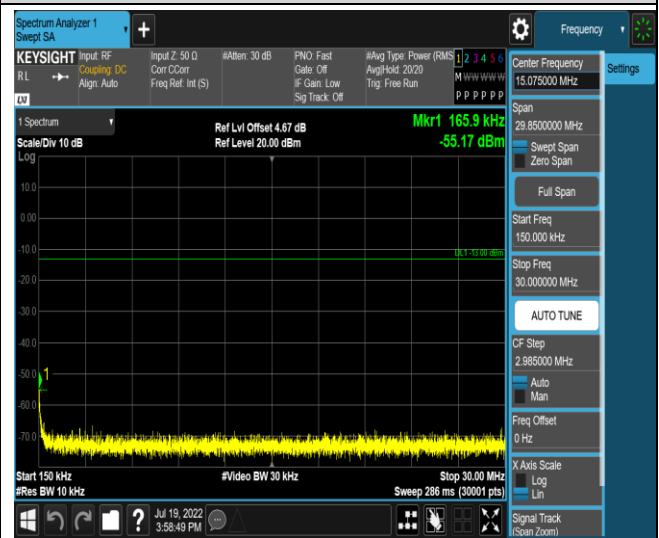 Spectrum Analyzer 1
Swept SA
Frequency
KEYSIGHT
RL
LXI
Input: RF
Coupling: DC
Align: Auto
Input Z: 50 Ω
Corr CCorr
Freq Ref: Int (S)
#Atten: 30 dB
PNO: Fast
Gate: Off
IF Gain: Low
Sig Track: Off
#Avg Type: Power (RMS
Avg|Hold: 20/20
Trig: Free Run
1 2 3 4 5 6
M W W W W W
P P P P P P
Settings
1 Spectrum
Scale/Div 10 dB
Ref Lvl Offset 4.67 dB
Ref Level 20.00 dBm
Mkr1 165.9 kHz
-55.17 dBm
Log
10.0
0.00
-10.0
-20.0
-30.0
-40.0
-50.0
-60.0
-70.0
DL1 -13.00 dBm
1
Start 150 kHz
#Video BW 30 kHz
Stop 30.00 MHz
#Res BW 10 kHz
Sweep 286 ms (30001 pts)
Center Frequency
15.075000 MHz
Span
29.8500000 MHz
Swept Span
Zero Span
Full Span
Start Freq
150.000 kHz
Stop Freq
30.000000 MHz
AUTO TUNE
CF Step
2.985000 MHz
Auto
Man
Freq Offset
0 Hz
X Axis Scale
Log
Lin
Signal Track
(Span Zoom)
?
Jul 19, 2022
3:58:49 PM